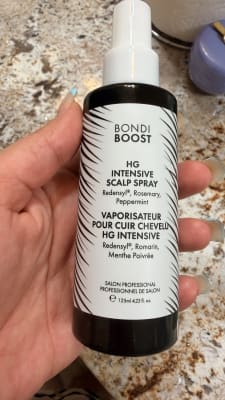 BONDI
BOOST
HG
INTENSIVE
SCALP SPRAY
Redensyl®, Rosemary,
Peppermint
VAPORISATEUR
POUR CUIR CHEVELU
HG INTENSIVE
Redensyl®, Romarin,
Menthe Poivrée
SALON PROFESSIONAL
PROFESSIONNEL DE SALON
℮ 125ml 4.23 fl. oz.